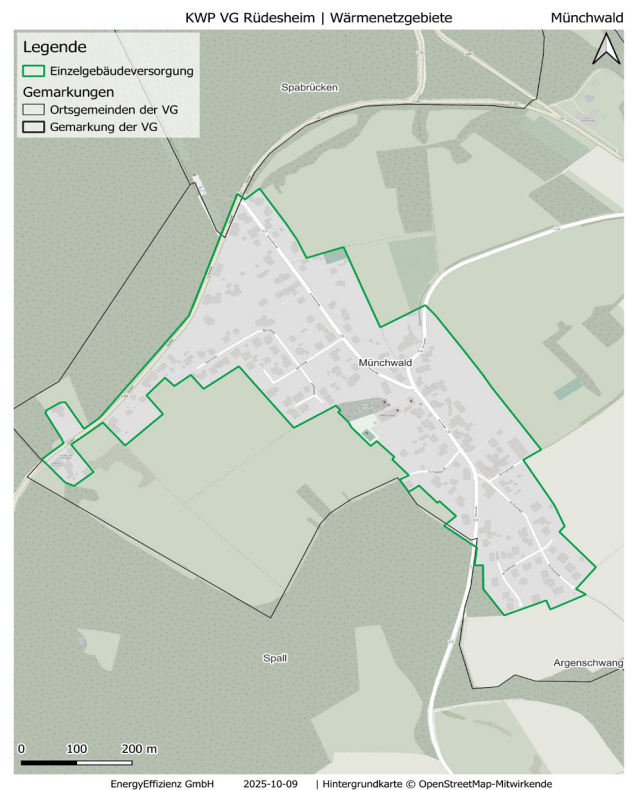 KWP VG Rüdesheim | Wärmenetzgebiete
Münchwald
Legende
Einzelgebäudeversorgung
Gemarkungen
Ortsgemeinden der VG
Gemarkung der VG
Spabrücken
Münchwald
Spall
Argenschwang
0 100 200 m
EnergyEffizienz GmbH 2025-10-09 | Hintergrundkarte © OpenStreetMap-Mitwirkende